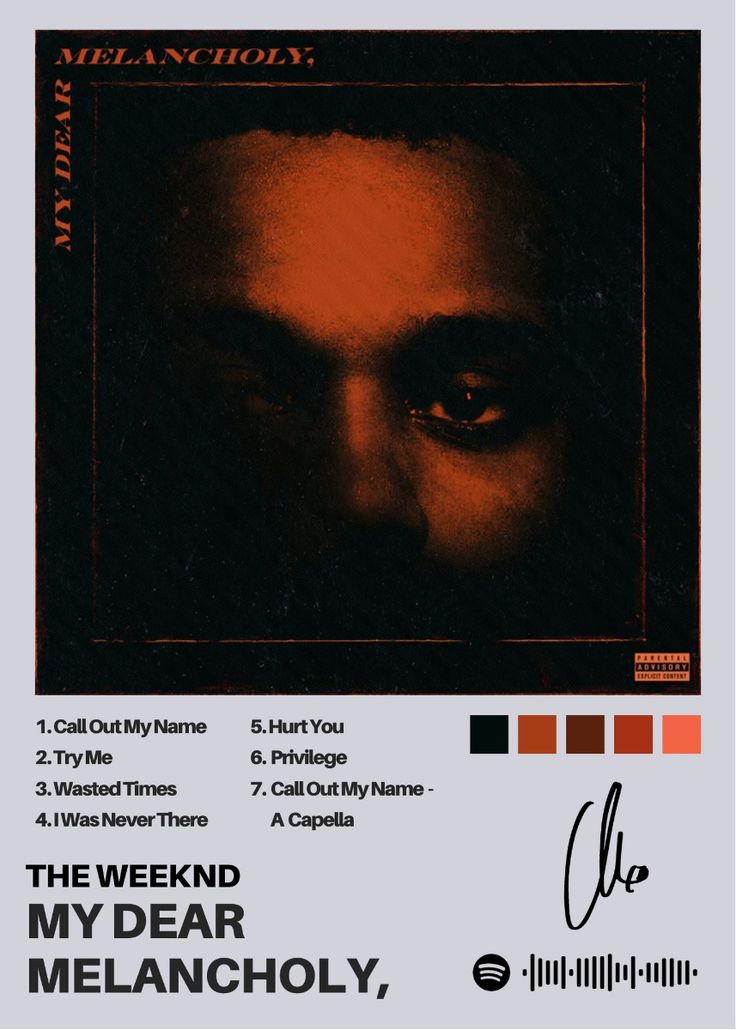 MELANCHOLY,
MY DEAR
PARENTAL
ADVISORY
EXPLICIT CONTENT
1. Call Out My Name
2. Try Me
3. Wasted Times
4. I Was Never There
5. Hurt You
6. Privilege
7. Call Out My Name -
A Capella
THE WEEKND
MY DEAR
MELANCHOLY,